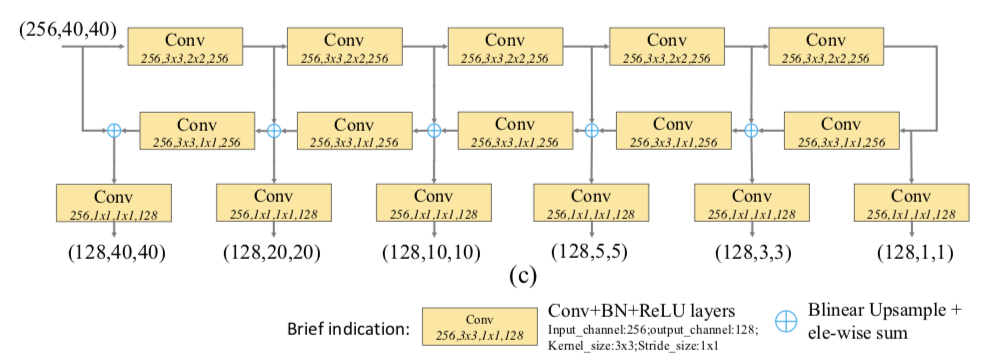 (256,40,40)
Conv
256,3x3,2x2,256
Conv
256,3x3,2x2,256
Conv
256,3x3,2x2,256
Conv
256,3x3,2x2,256
Conv
256,3x3,2x2,256
Conv
256,3x3,1x1,256
Conv
256,3x3,1x1,256
Conv
256,3x3,1x1,256
Conv
256,3x3,1x1,256
Conv
256,3x3,1x1,256
Conv
256,1x1,1x1,128
Conv
256,1x1,1x1,128
Conv
256,1x1,1x1,128
Conv
256,1x1,1x1,128
Conv
256,1x1,1x1,128
Conv
256,1x1,1x1,128
(128,40,40)
(128,20,20)
(128,10,10)
(128,5,5)
(128,3,3)
(128,1,1)
(c)
Brief indication:
Conv
256,3x3,1x1,128
Conv+BN+ReLU layers
Input_channel:256;output_channel:128;
Kernel_size:3x3;Stride_size:1x1
Blinear Upsample +
ele-wise sum